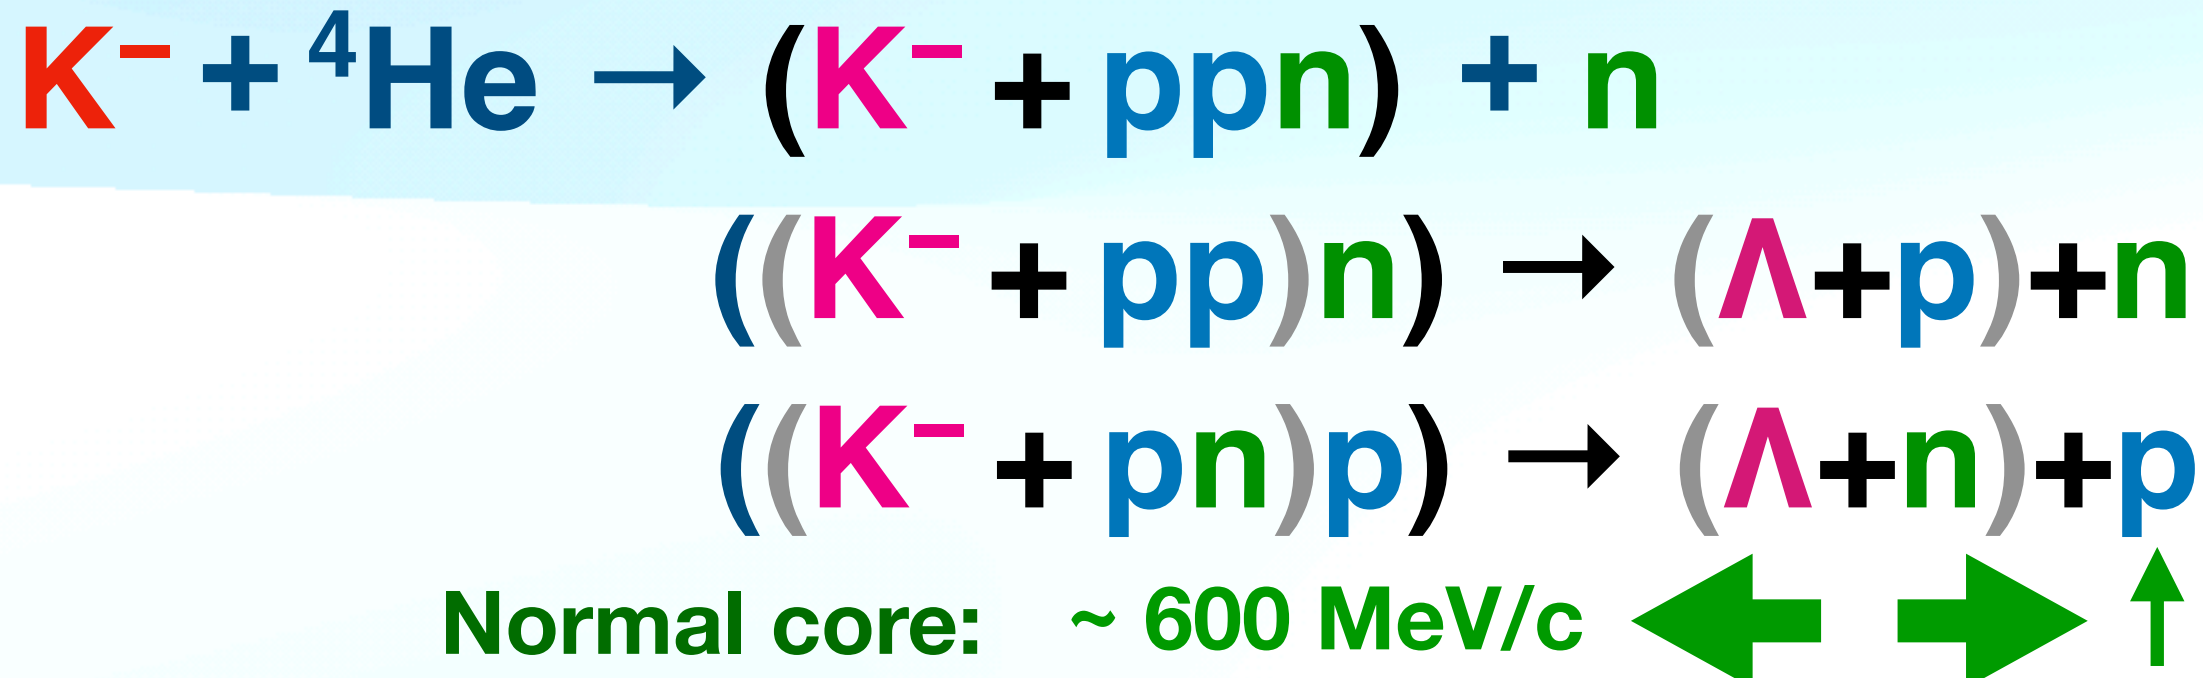 K⁻ + ⁴He → (K⁻ + ppn) + n
((K⁻ + pp)n) → (Λ+p)+n
((K⁻ + pn)p) → (Λ+n)+p
Normal core: ~ 600 MeV/c